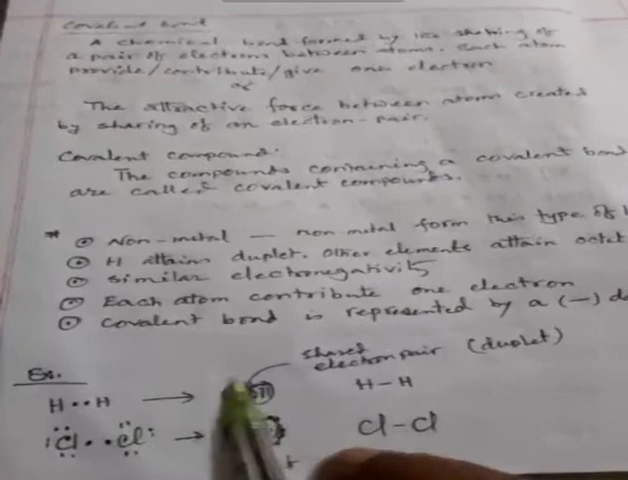 Covalent bond
A chemical bond formed by the sharing of
a pair of electrons between atoms. Each atom
provide/contribute/give one electron
or
The attractive force between atoms created
by sharing of an electron-pair.
Covalent compound.
The compounds containing a covalent bond
are called covalent compounds.
* ⊙ Non-metal — non metal form this type of
⊙ H attains duplet. Other elements attain octet
⊙ Similar electronegativity
⊙ Each atom contribute one electron
⊙ Covalent bond is represented by a (—)
shared
electron pair (duplet)
Ex.
H••H → H—H
Cl••Cl → Cl—Cl